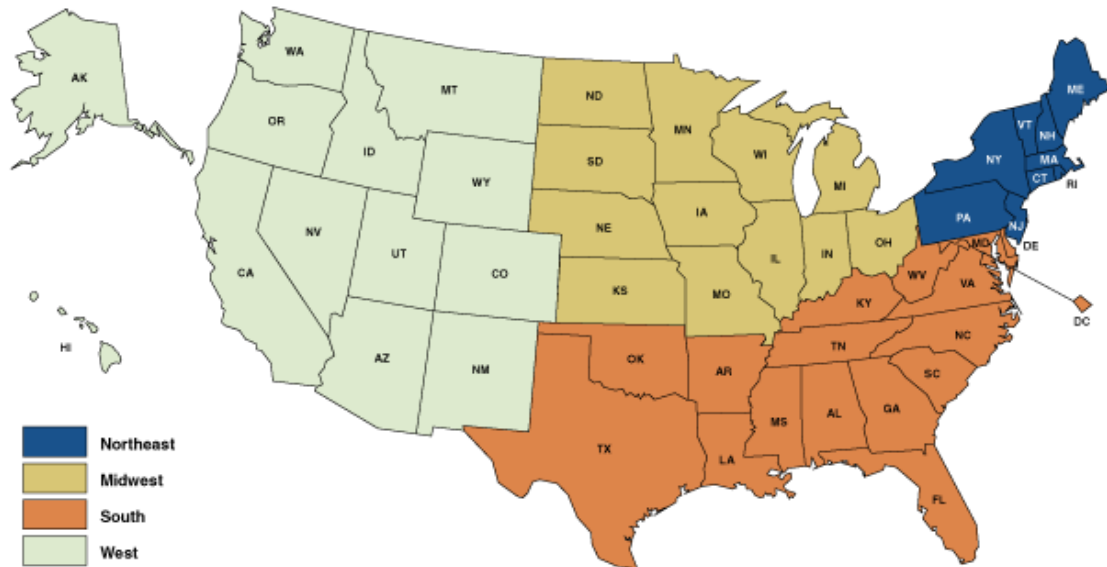 AK
WA
MT
ND
MN
ME
VT
NH
OR
ID
SD
WI
NY
MA
MI
CT
RI
WY
IA
PA
NE
NJ
NV
UT
OH
DE
MD
IL
IN
CA
CO
WV
KS
MO
VA
KY
DC
HI
NC
TN
AZ
OK
NM
AR
SC
MS
AL
GA
TX
LA
FL
Northeast
Midwest
South
West